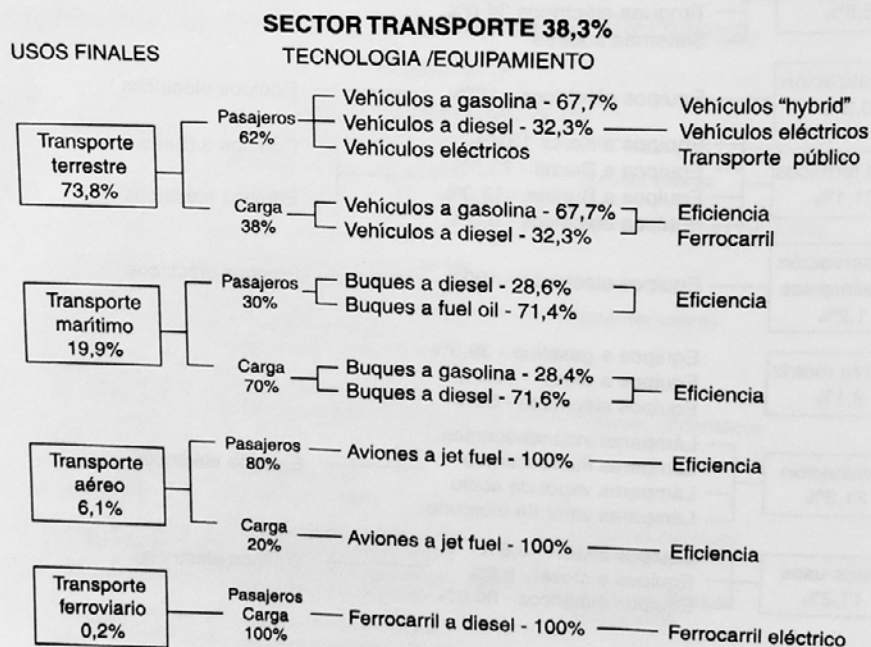 SECTOR TRANSPORTE 38,3%
USOS FINALES
TECNOLOGIA /EQUIPAMIENTO
Transporte
terrestre
73,8%
Pasajeros
62%
Vehículos a gasolina - 67,7%
Vehículos a diesel - 32,3%
Vehículos eléctricos
Vehículos “hybrid”
Vehículos eléctricos
Transporte público
Carga
38%
Vehículos a gasolina - 67,7%
Vehículos a diesel - 32,3%
Eficiencia
Ferrocarril
Transporte
marítimo
19,9%
Pasajeros
30%
Buques a diesel - 28,6%
Buques a fuel oil - 71,4%
Eficiencia
Carga
70%
Buques a gasolina - 28,4%
Buques a diesel - 71,6%
Eficiencia
Transporte
aéreo
6,1%
Pasajeros
80%
Aviones a jet fuel - 100%
Eficiencia
Carga
20%
Aviones a jet fuel - 100%
Eficiencia
Transporte
ferroviario
0,2%
Pasajeros
Carga
100%
Ferrocarril a diesel - 100%
Ferrocarril eléctrico